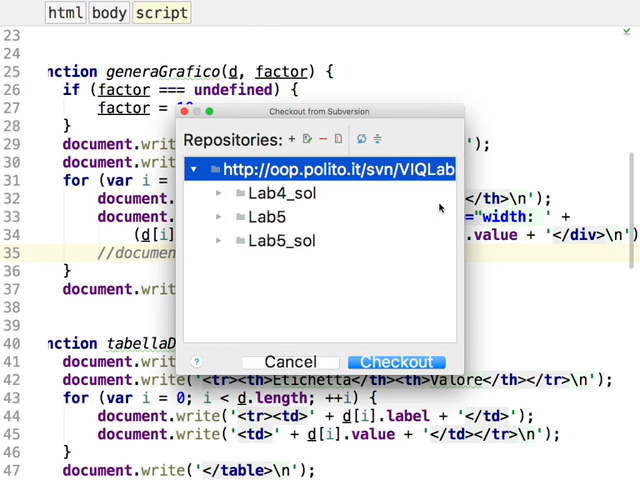 html body script
23
24
25 nction generaGrafico(d, factor) {
26 if (factor === undefined) {
27 factor = 10
28 }
29 document.writ ');
30 document.writ
31 for (var i =
32 document. </th>\n');
33 document. ="width: ' +
34 (d[i] .value + '</div>\n')
35 //documen
36 }
37 document.writ
38
39
40 nction tabellaD
41 document.writ
42 document.write('<tr><th>Etichetta</th><th>Valore</th></tr>\n');
43 for (var i = 0; i < d.length; ++i) {
44 document.write('<tr><td>' + d[i].label + '</td>');
45 document.write('<td>' + d[i].value + '</td></tr>\n');
46 }
47 document.write('</table>\n');
Checkout from Subversion
Repositories:
http://oop.polito.it/svn/VIQLab
Lab4_sol
Lab5
Lab5_sol
? Cancel Checkout